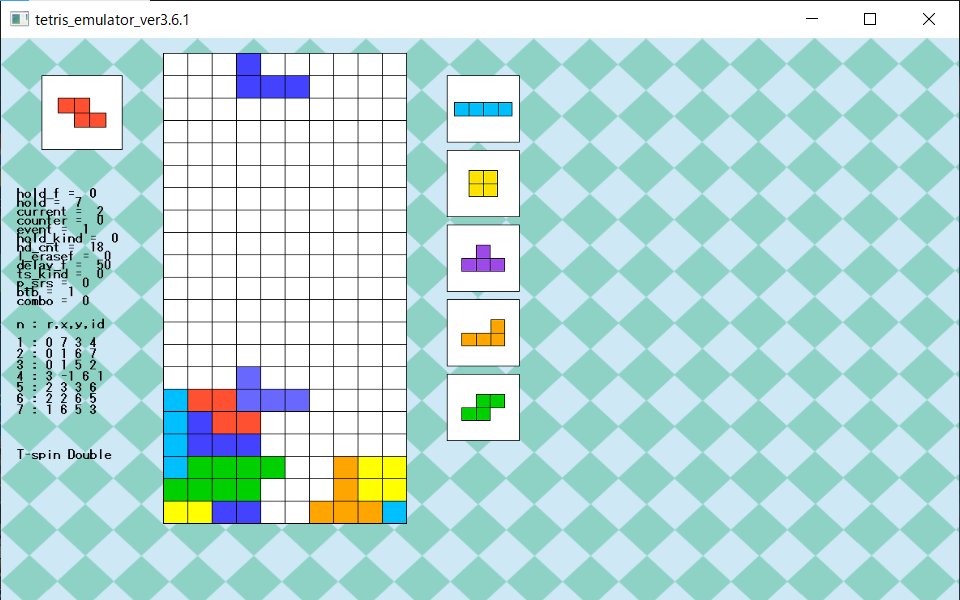 tetris_emulator_ver3.6.1
hold_f = 0
hold = 7
current = 2
counter = 0
event = 1
hold_kind = 0
hd_cnt = 18
l_erasef = 0
delay_f = 50
ts_kind = 0
p_srs = 0
btb = 1
combo = 0
n : r,x,y,id
1 : 0 7 3 4
2 : 0 1 6 7
3 : 0 1 5 2
4 : 3 -1 6 1
5 : 2 3 3 6
6 : 2 2 6 5
7 : 1 6 5 3
T-spin Double